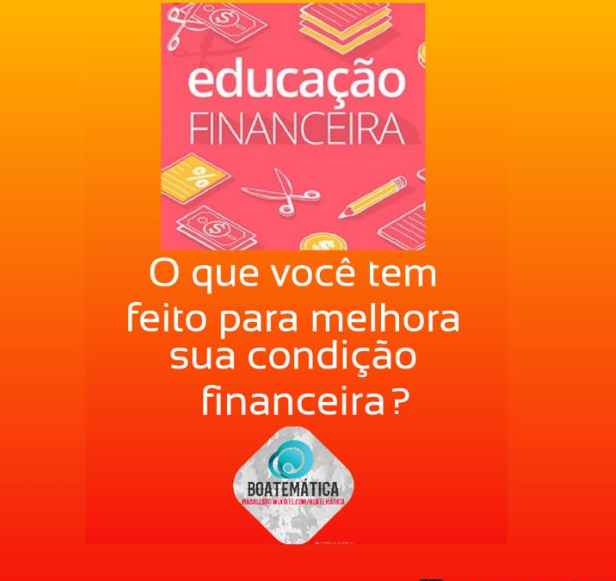 educação
FINANCEIRA
%
$
$
O que você tem
feito para melhora
sua condição
financeira?
BOATEMÁTICA